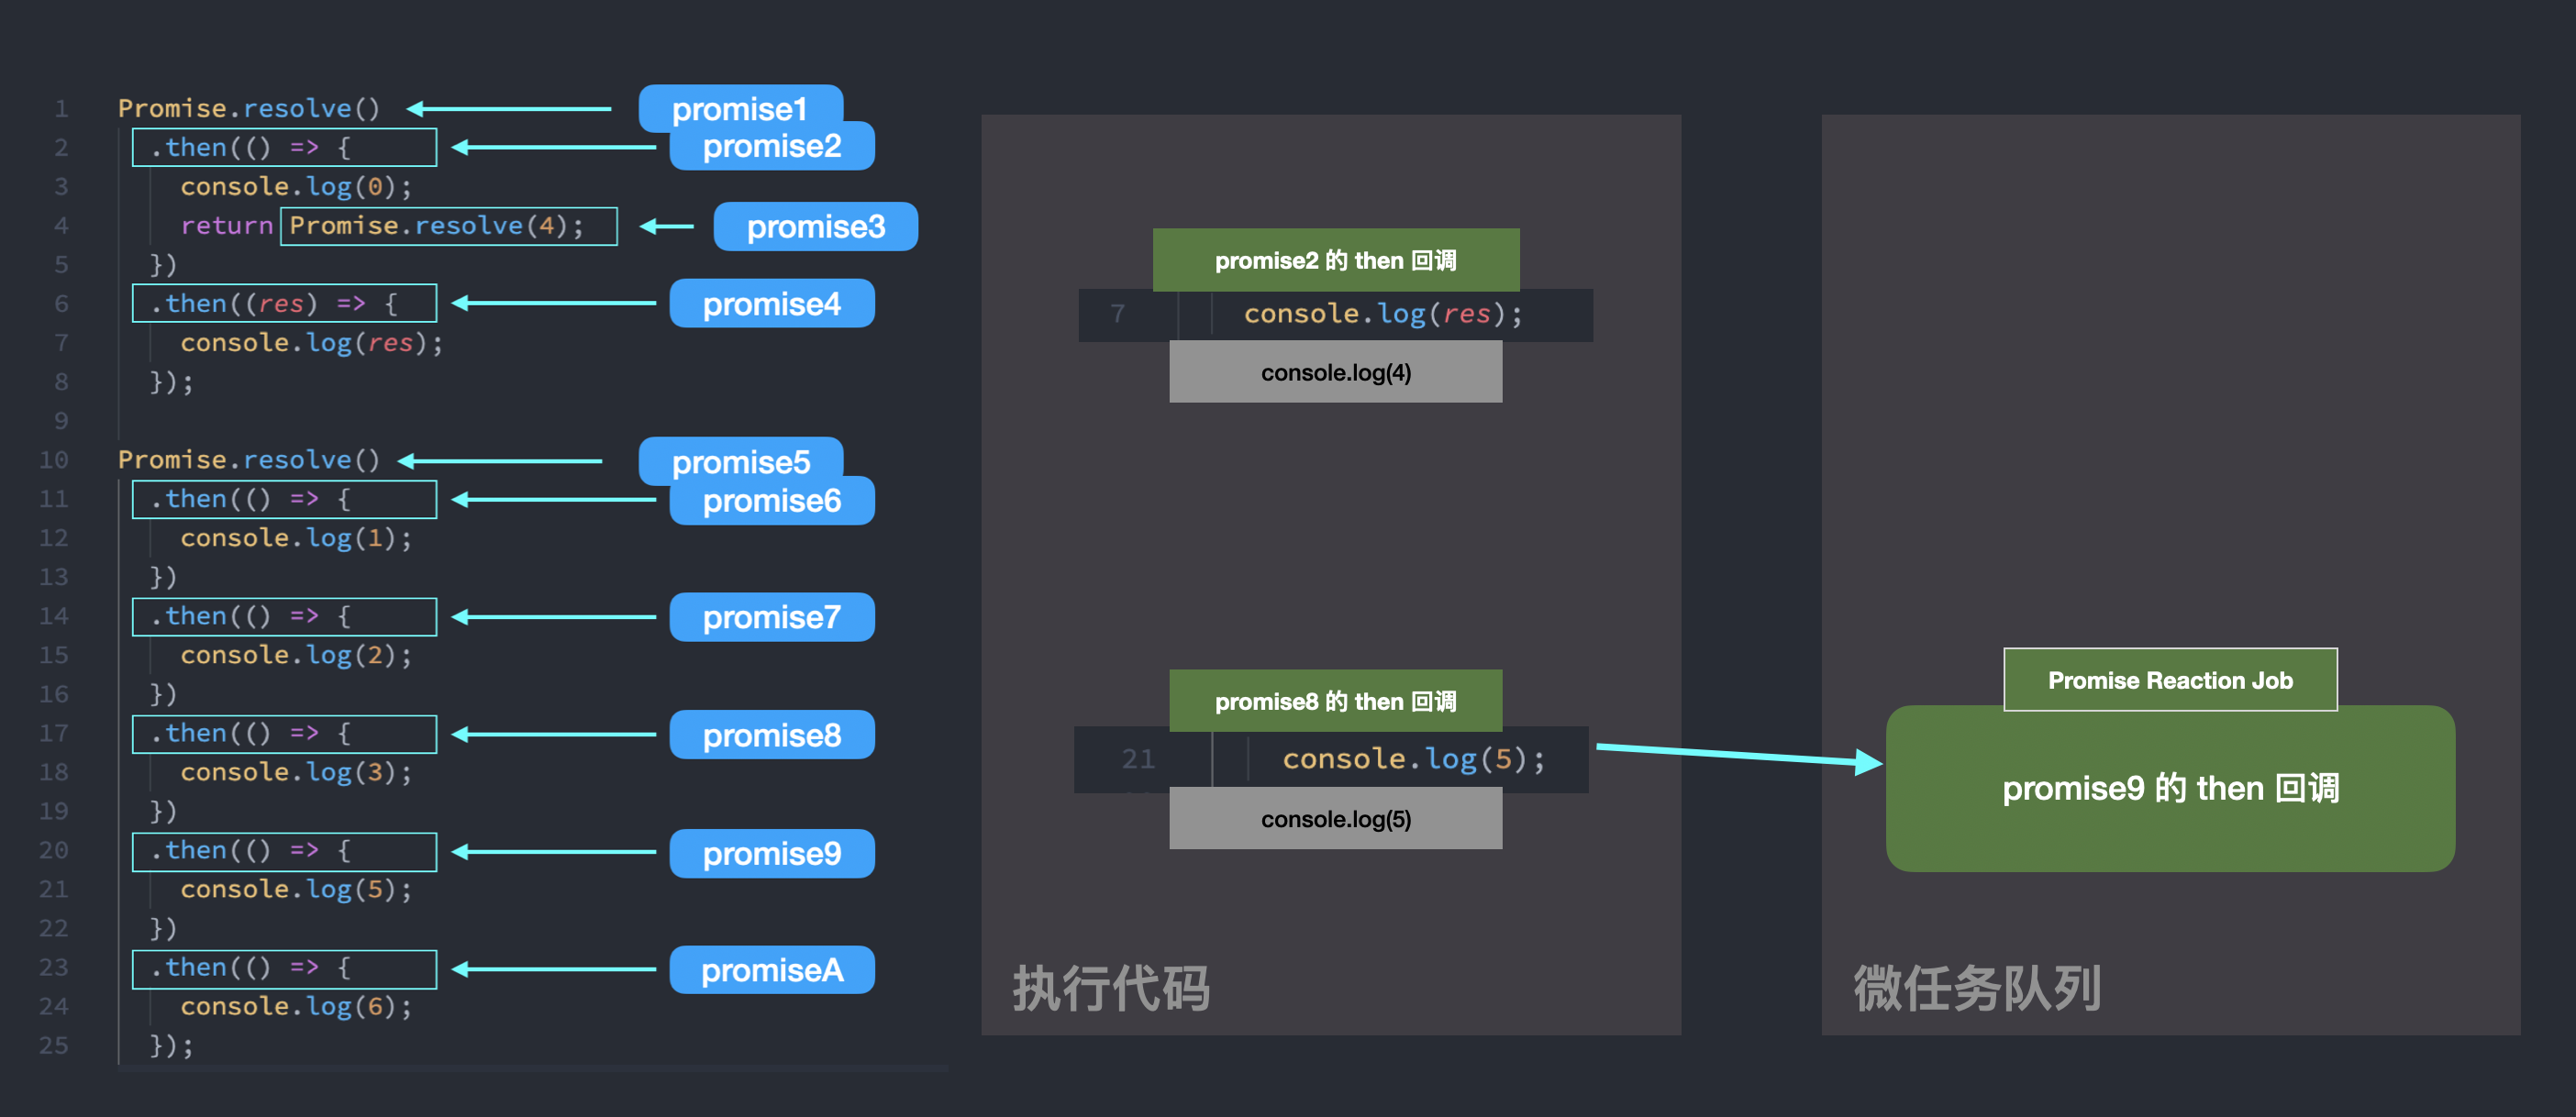 1 Promise.resolve() promise1
2 .then(() => { promise2
3 console.log(0);
4 return Promise.resolve(4); promise3
5 })
6 .then((res) => { promise4
7 console.log(res);
8 });
9
10 Promise.resolve() promise5
11 .then(() => { promise6
12 console.log(1);
13 })
14 .then(() => { promise7
15 console.log(2);
16 })
17 .then(() => { promise8
18 console.log(3);
19 })
20 .then(() => { promise9
21 console.log(5);
22 })
23 .then(() => { promiseA
24 console.log(6);
25 });
promise2 的 then 回调
7 console.log(res);
console.log(4)
promise8 的 then 回调
21 console.log(5);
console.log(5)
执行代码
Promise Reaction Job
promise9 的 then 回调
微任务队列